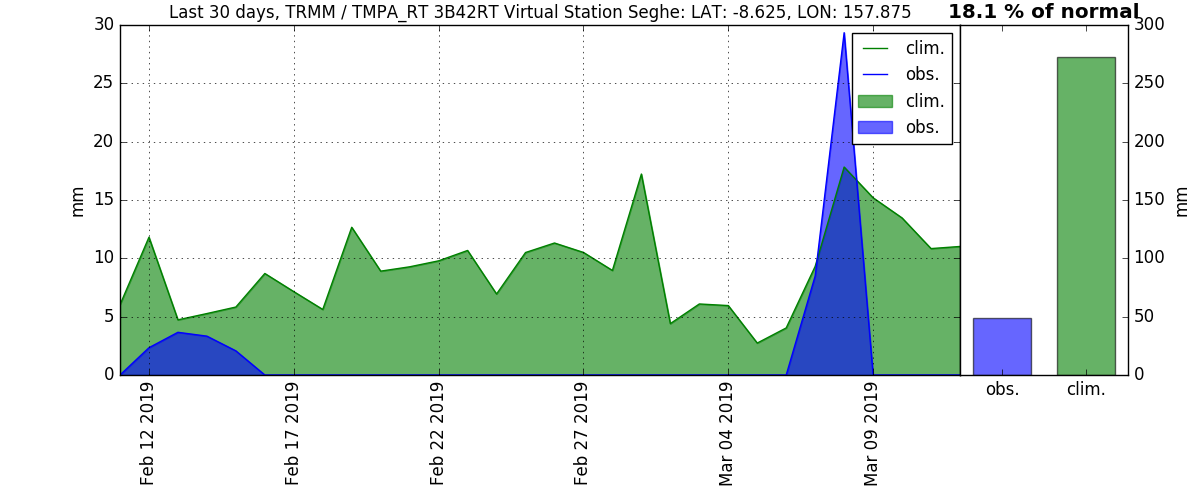 Last 30 days, TRMM / TMPA_RT 3B42RT Virtual Station Seghe: LAT: -8.625, LON: 157.875
18.1 % of normal
30
25
20
15
10
5
0
mm
clim.
obs.
clim.
obs.
300
250
200
150
100
50
0
mm
Feb 12 2019
Feb 17 2019
Feb 22 2019
Feb 27 2019
Mar 04 2019
Mar 09 2019
obs.
clim.